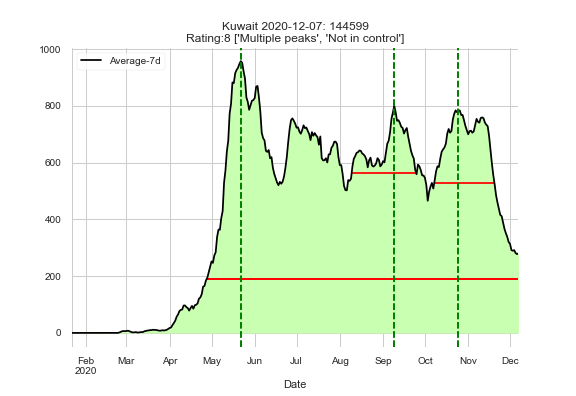 Kuwait 2020-12-07: 144599
Rating:8 ['Multiple peaks', 'Not in control']
Average-7d
1000
800
600
400
200
0
Feb Mar Apr May Jun Jul Aug Sep Oct Nov Dec
2020
Date